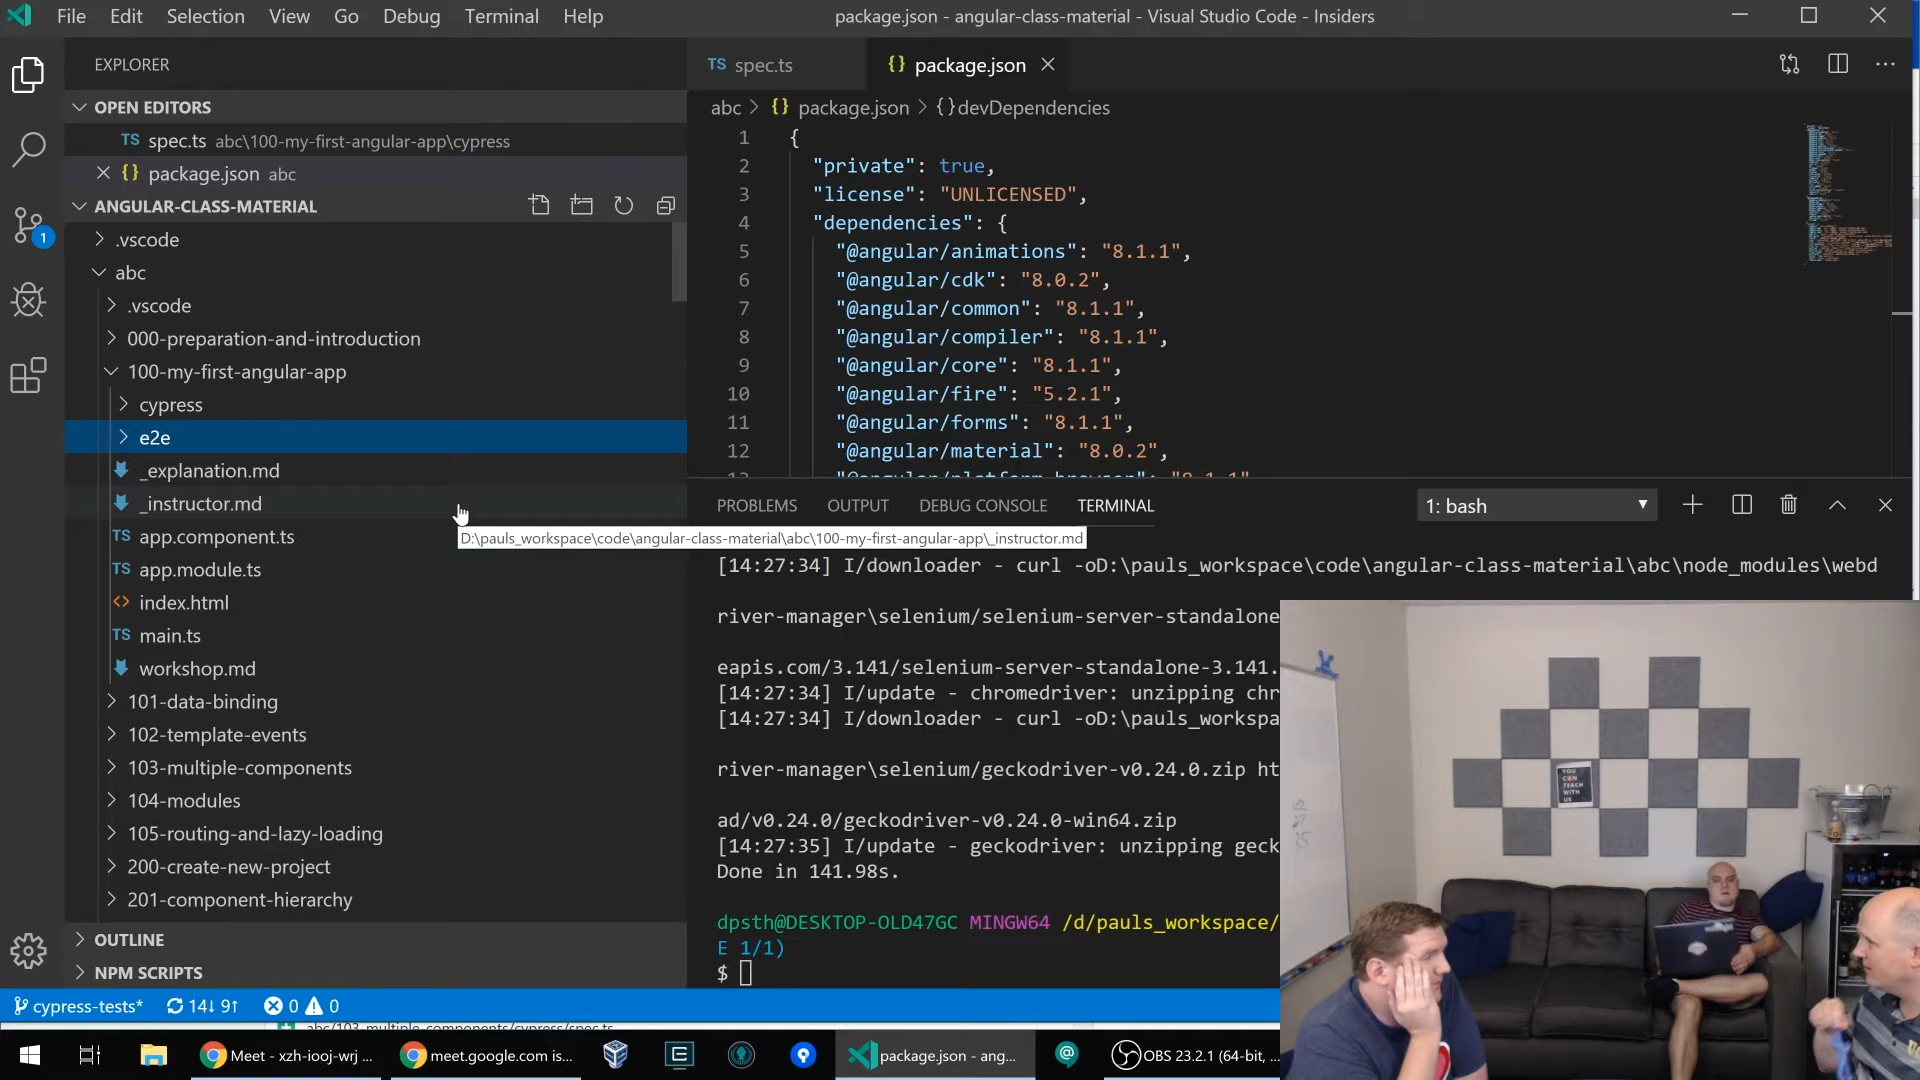 File Edit Selection View Go Debug Terminal Help
package.json - angular-class-material - Visual Studio Code - Insiders
EXPLORER
OPEN EDITORS
TS spec.ts abc\100-my-first-angular-app\cypress
{} package.json abc
ANGULAR-CLASS-MATERIAL
.vscode
abc
.vscode
000-preparation-and-introduction
100-my-first-angular-app
cypress
e2e
_explanation.md
_instructor.md
TS app.component.ts
TS app.module.ts
<> index.html
TS main.ts
workshop.md
101-data-binding
102-template-events
103-multiple-components
104-modules
105-routing-and-lazy-loading
200-create-new-project
201-component-hierarchy
OUTLINE
NPM SCRIPTS
1
TS spec.ts {} package.json
abc > {} package.json > {} devDependencies
1 {
2 "private": true,
3 "license": "UNLICENSED",
4 "dependencies": {
5 "@angular/animations": "8.1.1",
6 "@angular/cdk": "8.0.2",
7 "@angular/common": "8.1.1",
8 "@angular/compiler": "8.1.1",
9 "@angular/core": "8.1.1",
10 "@angular/fire": "5.2.1",
11 "@angular/forms": "8.1.1",
12 "@angular/material": "8.0.2",
PROBLEMS OUTPUT DEBUG CONSOLE TERMINAL 1: bash
D:\pauls_workspace\code\angular-class-material\abc\100-my-first-angular-app\_instructor.md
[14:27:34] I/downloader - curl -oD:\pauls_workspace\code\angular-class-material\abc\node_modules\webd
river-manager\selenium/selenium-server-standalone
eapis.com/3.141/selenium-server-standalone-3.141.
[14:27:34] I/update - chromedriver: unzipping chr
[14:27:34] I/downloader - curl -oD:\pauls_workspa
river-manager\selenium/geckodriver-v0.24.0.zip ht
ad/v0.24.0/geckodriver-v0.24.0-win64.zip
[14:27:35] I/update - geckodriver: unzipping geck
Done in 141.98s.
dpsth@DESKTOP-OLD47GC MINGW64 /d/pauls_workspace/
E 1/1)
$
YOU
CAN
TEACH
WITH
US
cypress-tests* 14↓ 9↑ 0 0
abc/103-multiple-components/cypress/spec.ts
Meet - xzh-iooj-wrj ... meet.google.com is... package.json - ang... OBS 23.2.1 (64-bit, ...